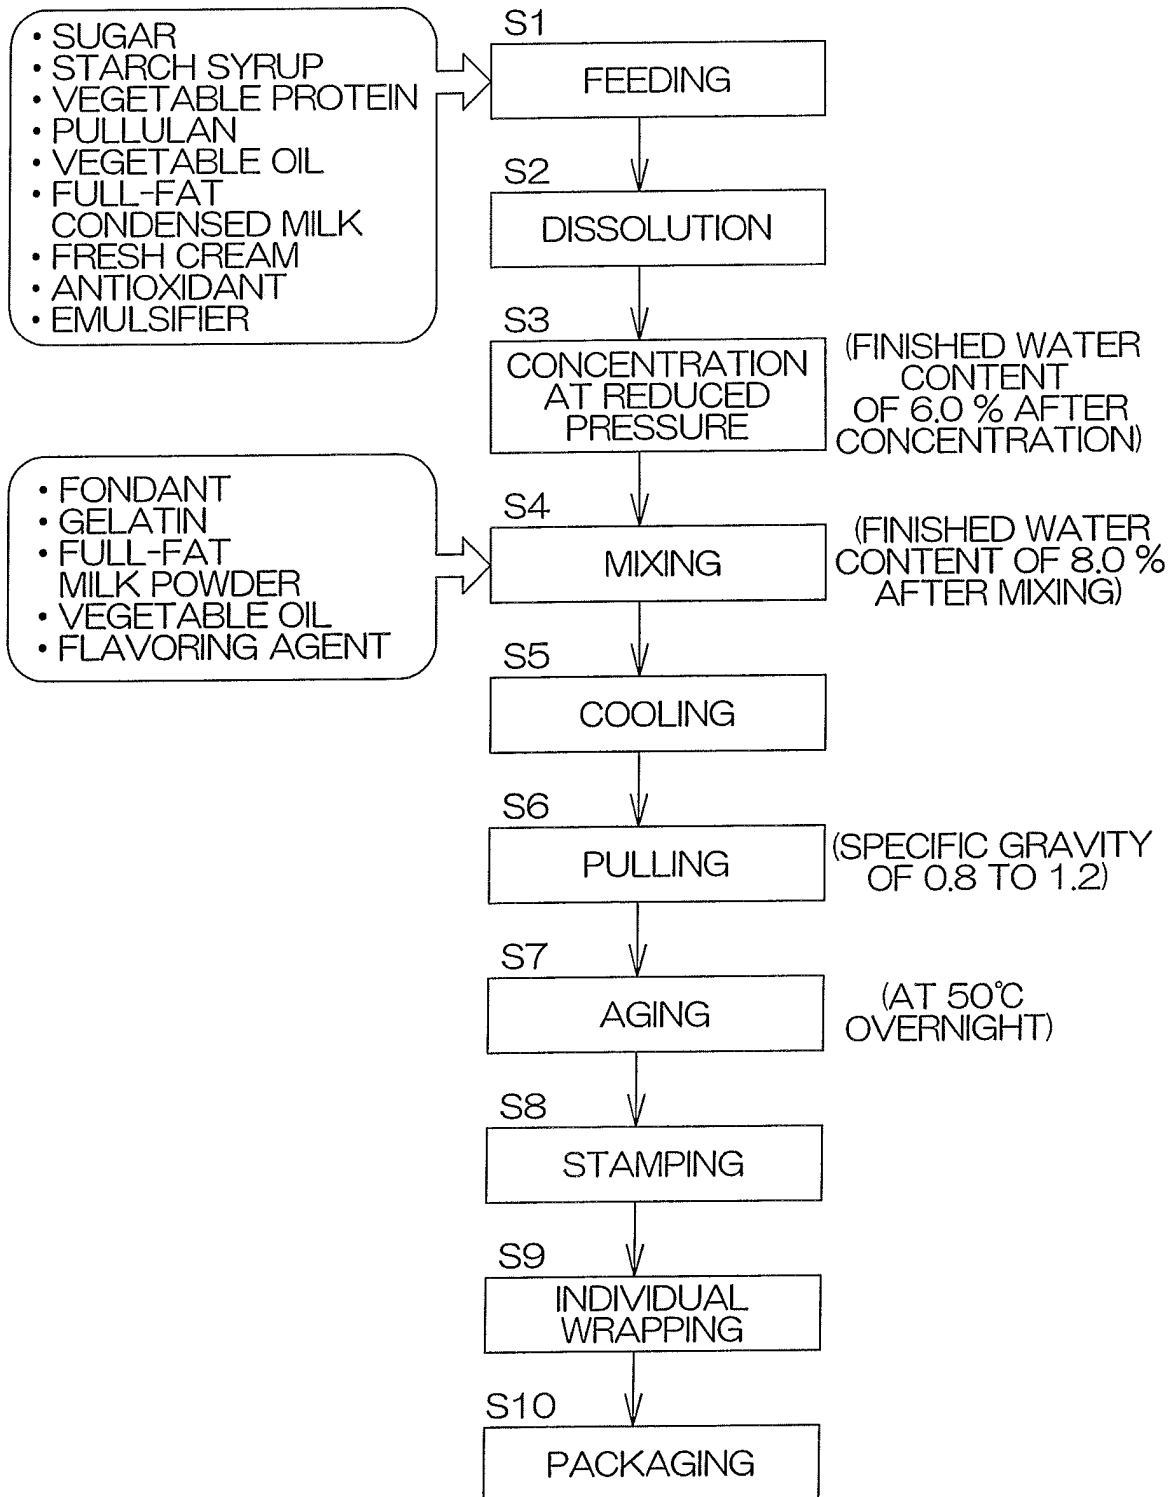 • SUGAR
• STARCH SYRUP
• VEGETABLE PROTEIN
• PULLULAN
• VEGETABLE OIL
• FULL-FAT
CONDENSED MILK
• FRESH CREAM
• ANTIOXIDANT
• EMULSIFIER
S1
FEEDING
S2
DISSOLUTION
S3
CONCENTRATION
AT REDUCED
PRESSURE
(FINISHED WATER
CONTENT
OF 6.0 % AFTER
CONCENTRATION)
• FONDANT
• GELATIN
• FULL-FAT
MILK POWDER
• VEGETABLE OIL
• FLAVORING AGENT
S4
MIXING
(FINISHED WATER
CONTENT OF 8.0 %
AFTER MIXING)
S5
COOLING
S6
PULLING
(SPECIFIC GRAVITY
OF 0.8 TO 1.2)
S7
AGING
(AT 50°C
OVERNIGHT)
S8
STAMPING
S9
INDIVIDUAL
WRAPPING
S10
PACKAGING